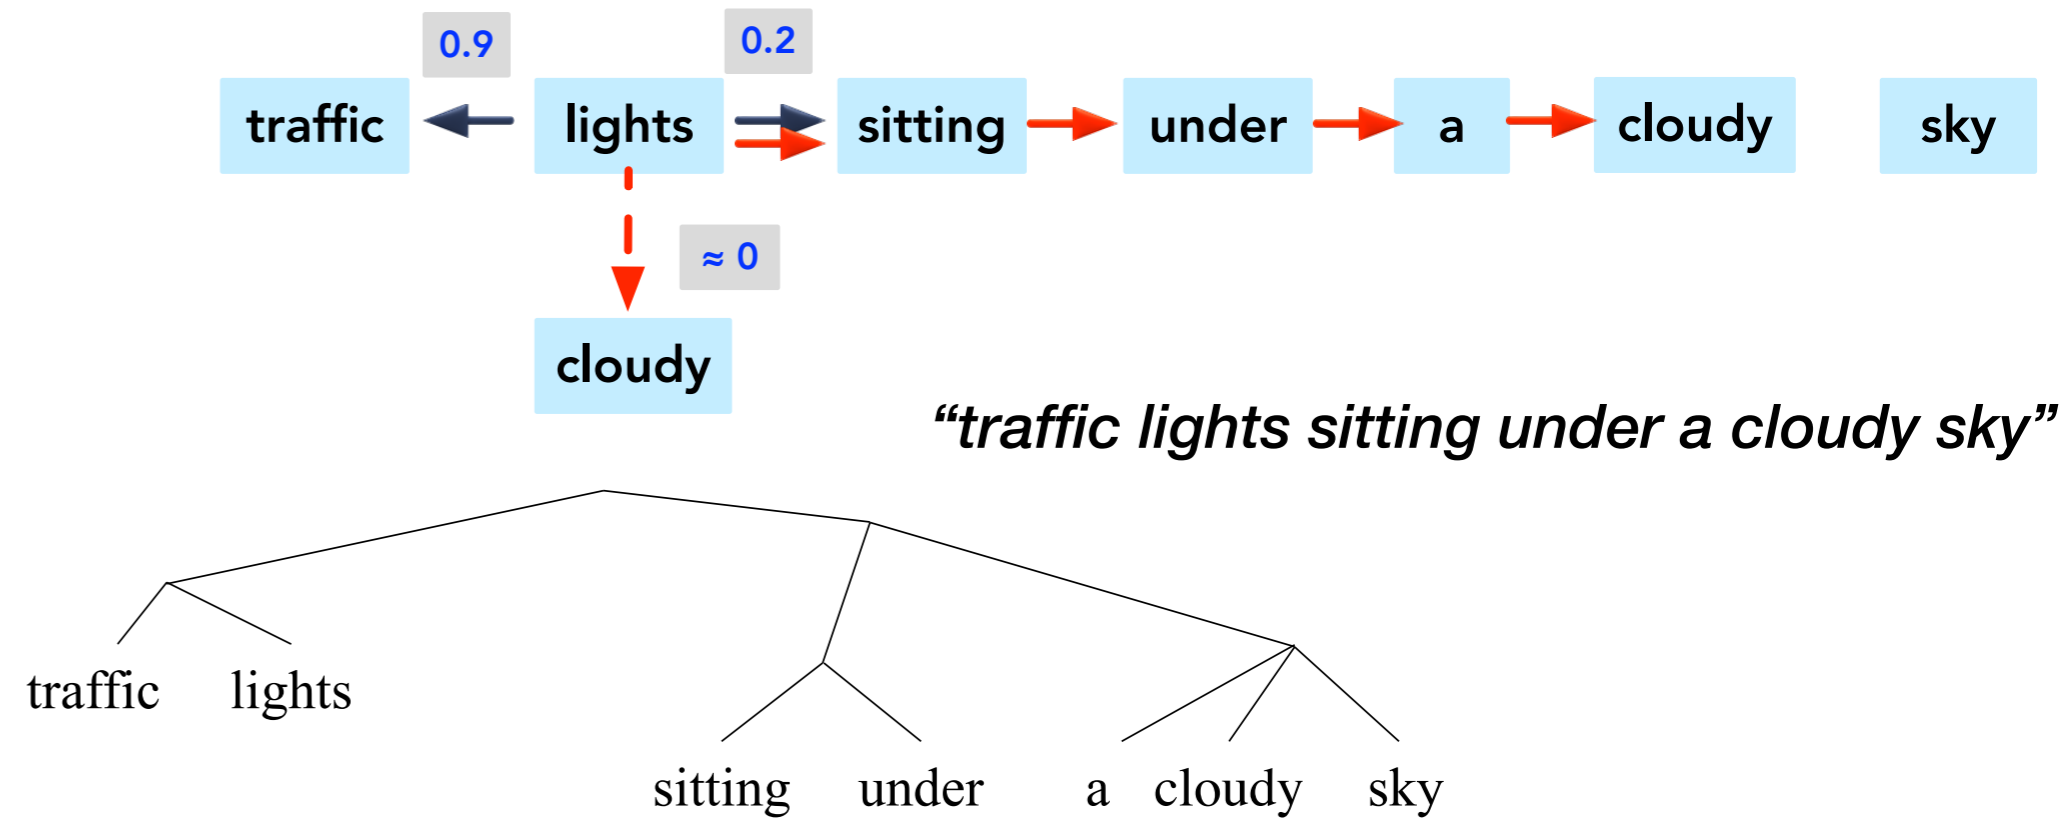 0.9 0.2
traffic lights sitting under a cloudy sky
≈ 0
cloudy
“traffic lights sitting under a cloudy sky”
traffic lights
sitting under a cloudy sky